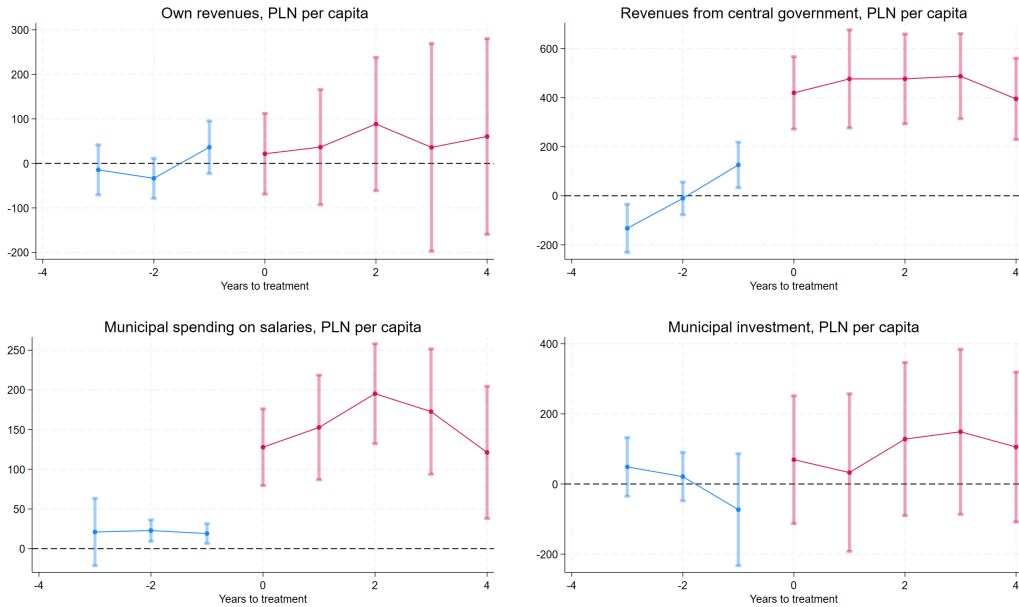 Own revenues, PLN per capita
300
200
100
0
-100
-200
-4 -2 0 2 4
Years to treatment
Revenues from central government, PLN per capita
600
400
200
0
-200
-4 -2 0 2 4
Years to treatment
Municipal spending on salaries, PLN per capita
250
200
150
100
50
0
-4 -2 0 2 4
Years to treatment
Municipal investment, PLN per capita
400
200
0
-200
-4 -2 0 2 4
Years to treatment